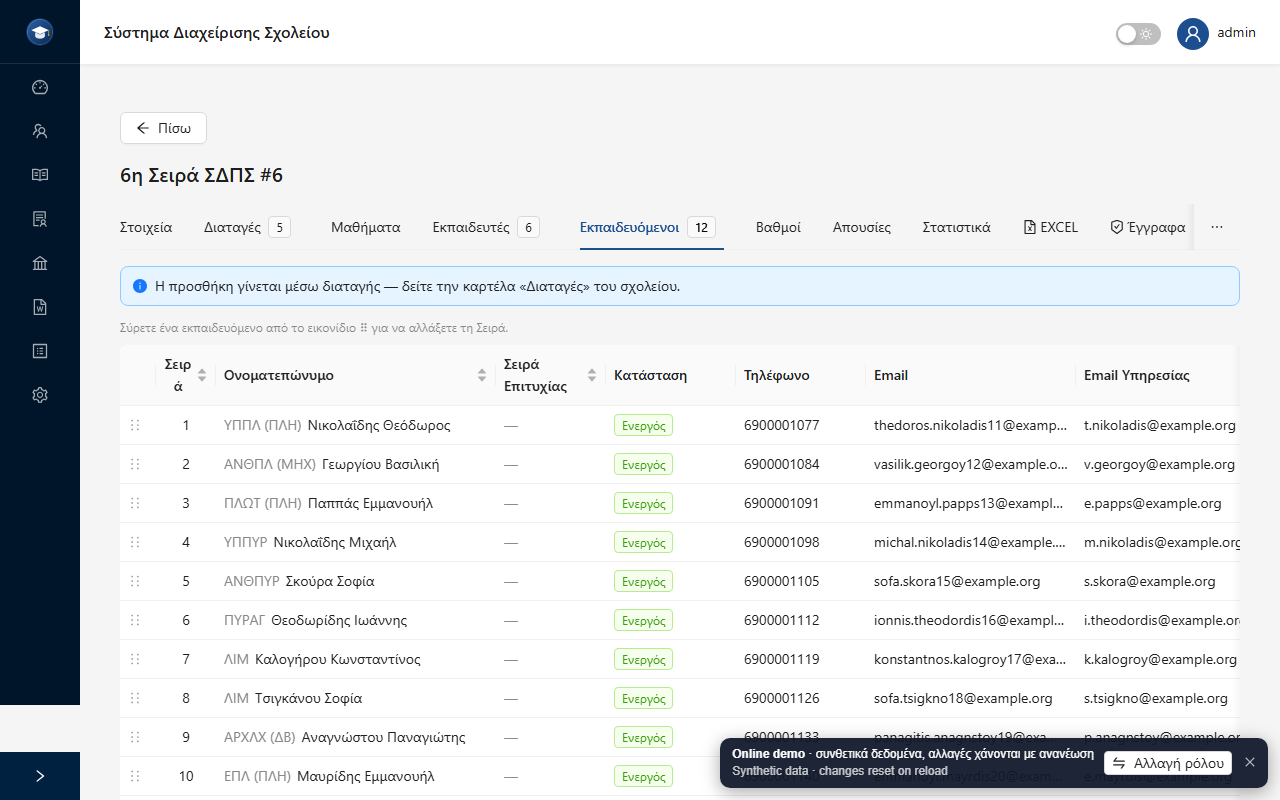 Σύστημα Διαχείρισης Σχολείου
admin
Πίσω
6η Σειρά ΣΔΠΣ #6
Στοιχεία Διαταγές 5 Μαθήματα Εκπαιδευτές 6 Εκπαιδευόμενοι 12 Βαθμοί Απουσίες Στατιστικά EXCEL Έγγραφα ···
Η προσθήκη γίνεται μέσω διαταγής — δείτε την καρτέλα «Διαταγές» του σχολείου.
Σύρετε ένα εκπαιδευόμενο από το εικονίδιο ⠿ για να αλλάξετε τη Σειρά.
Σειρά Ονοματεπώνυμο Σειρά Επιτυχίας Κατάσταση Τηλέφωνο Email Email Υπηρεσίας
1 ΥΠΠΛ (ΠΛΗ) Νικολαΐδης Θεόδωρος — Ενεργός 6900001077 thedoros.nikoladis11@examp... t.nikoladis@example.org
2 ΑΝΘΠΛ (ΜΗΧ) Γεωργίου Βασιλική — Ενεργός 6900001084 vasilik.georgoy12@example.o... v.georgoy@example.org
3 ΠΛΩΤ (ΠΛΗ) Παππάς Εμμανουήλ — Ενεργός 6900001091 emmanoyl.papps13@exampl... e.papps@example.org
4 ΥΠΠΥΡ Νικολαΐδης Μιχαήλ — Ενεργός 6900001098 michal.nikoladis14@example.... m.nikoladis@example.org
5 ΑΝΘΠΥΡ Σκούρα Σοφία — Ενεργός 6900001105 sofa.skora15@example.org s.skora@example.org
6 ΠΥΡΑΓ Θεοδωρίδης Ιωάννης — Ενεργός 6900001112 ionnis.theodordis16@exampl... i.theodordis@example.org
7 ΛΙΜ Καλογήρου Κωνσταντίνος — Ενεργός 6900001119 konstantnos.kalogroy17@exa... k.kalogroy@example.org
8 ΛΙΜ Τσιγκάνου Σοφία — Ενεργός 6900001126 sofa.tsigkno18@example.org s.tsigkno@example.org
9 ΑΡΧΛΧ (ΔΒ) Αναγνώστου Παναγιώτης — Ενεργός 6900001133
10 ΕΠΛ (ΠΛΗ) Μαυρίδης Εμμανουήλ — Ενεργός
Online demo · συνθετικά δεδομένα, αλλαγές χάνονται με ανανέωση
Synthetic data · changes reset on reload
Αλλαγή ρόλου